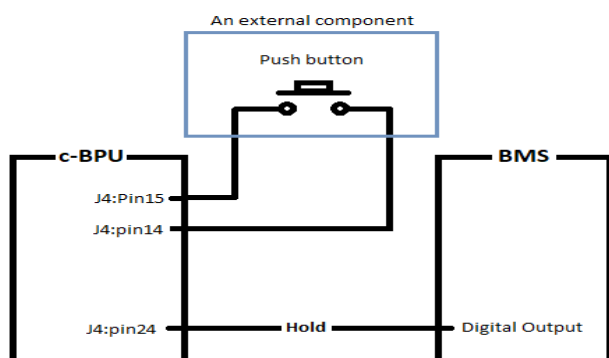 An external component
Push button
c-BPU
BMS
J4:Pin15
J4:pin14
J4:pin24
Hold
Digital Output